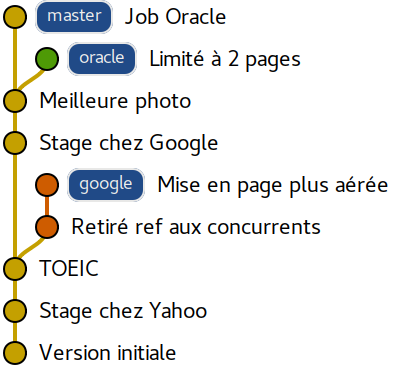 master Job Oracle
oracle Limité à 2 pages
Meilleure photo
Stage chez Google
google Mise en page plus aérée
Retiré ref aux concurrents
TOEIC
Stage chez Yahoo
Version initiale